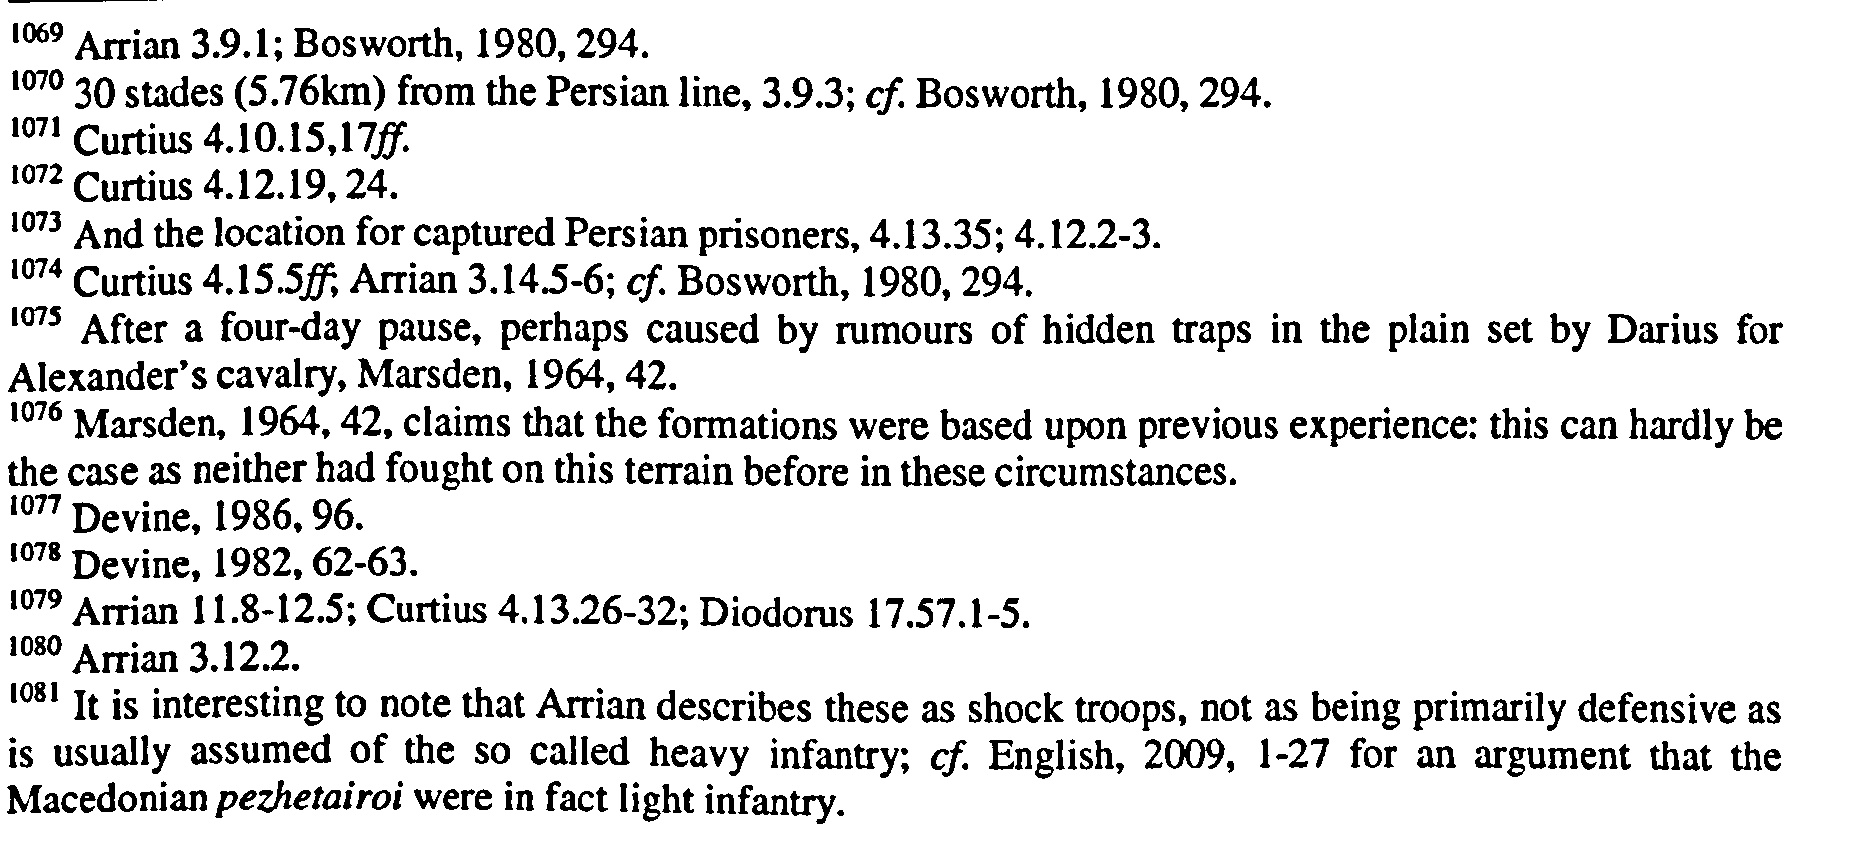 1069 Arrian 3.9.1; Bosworth, 1980, 294.
1070 30 stades (5.76km) from the Persian line, 3.9.3; cf. Bosworth, 1980, 294.
1071 Curtius 4.10.15,17ff.
1072 Curtius 4.12.19, 24.
1073 And the location for captured Persian prisoners, 4.13.35; 4.12.2-3.
1074 Curtius 4.15.5ff; Arrian 3.14.5-6; cf. Bosworth, 1980, 294.
1075 After a four-day pause, perhaps caused by rumours of hidden traps in the plain set by Darius for
Alexander's cavalry, Marsden, 1964, 42.
1076 Marsden, 1964, 42, claims that the formations were based upon previous experience: this can hardly be
the case as neither had fought on this terrain before in these circumstances.
1077 Devine, 1986, 96.
1078 Devine, 1982, 62-63.
1079 Arrian 11.8-12.5; Curtius 4.13.26-32; Diodorus 17.57.1-5.
1080 Arrian 3.12.2.
1081 It is interesting to note that Arrian describes these as shock troops, not as being primarily defensive as
is usually assumed of the so called heavy infantry; cf. English, 2009, 1-27 for an argument that the
Macedonian pezhetairoi were in fact light infantry.